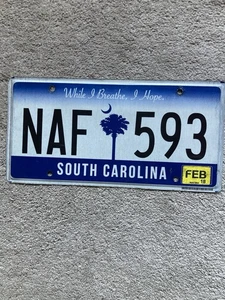 While I Breathe, I Hope.
NAF 593
SOUTH CAROLINA
FEB